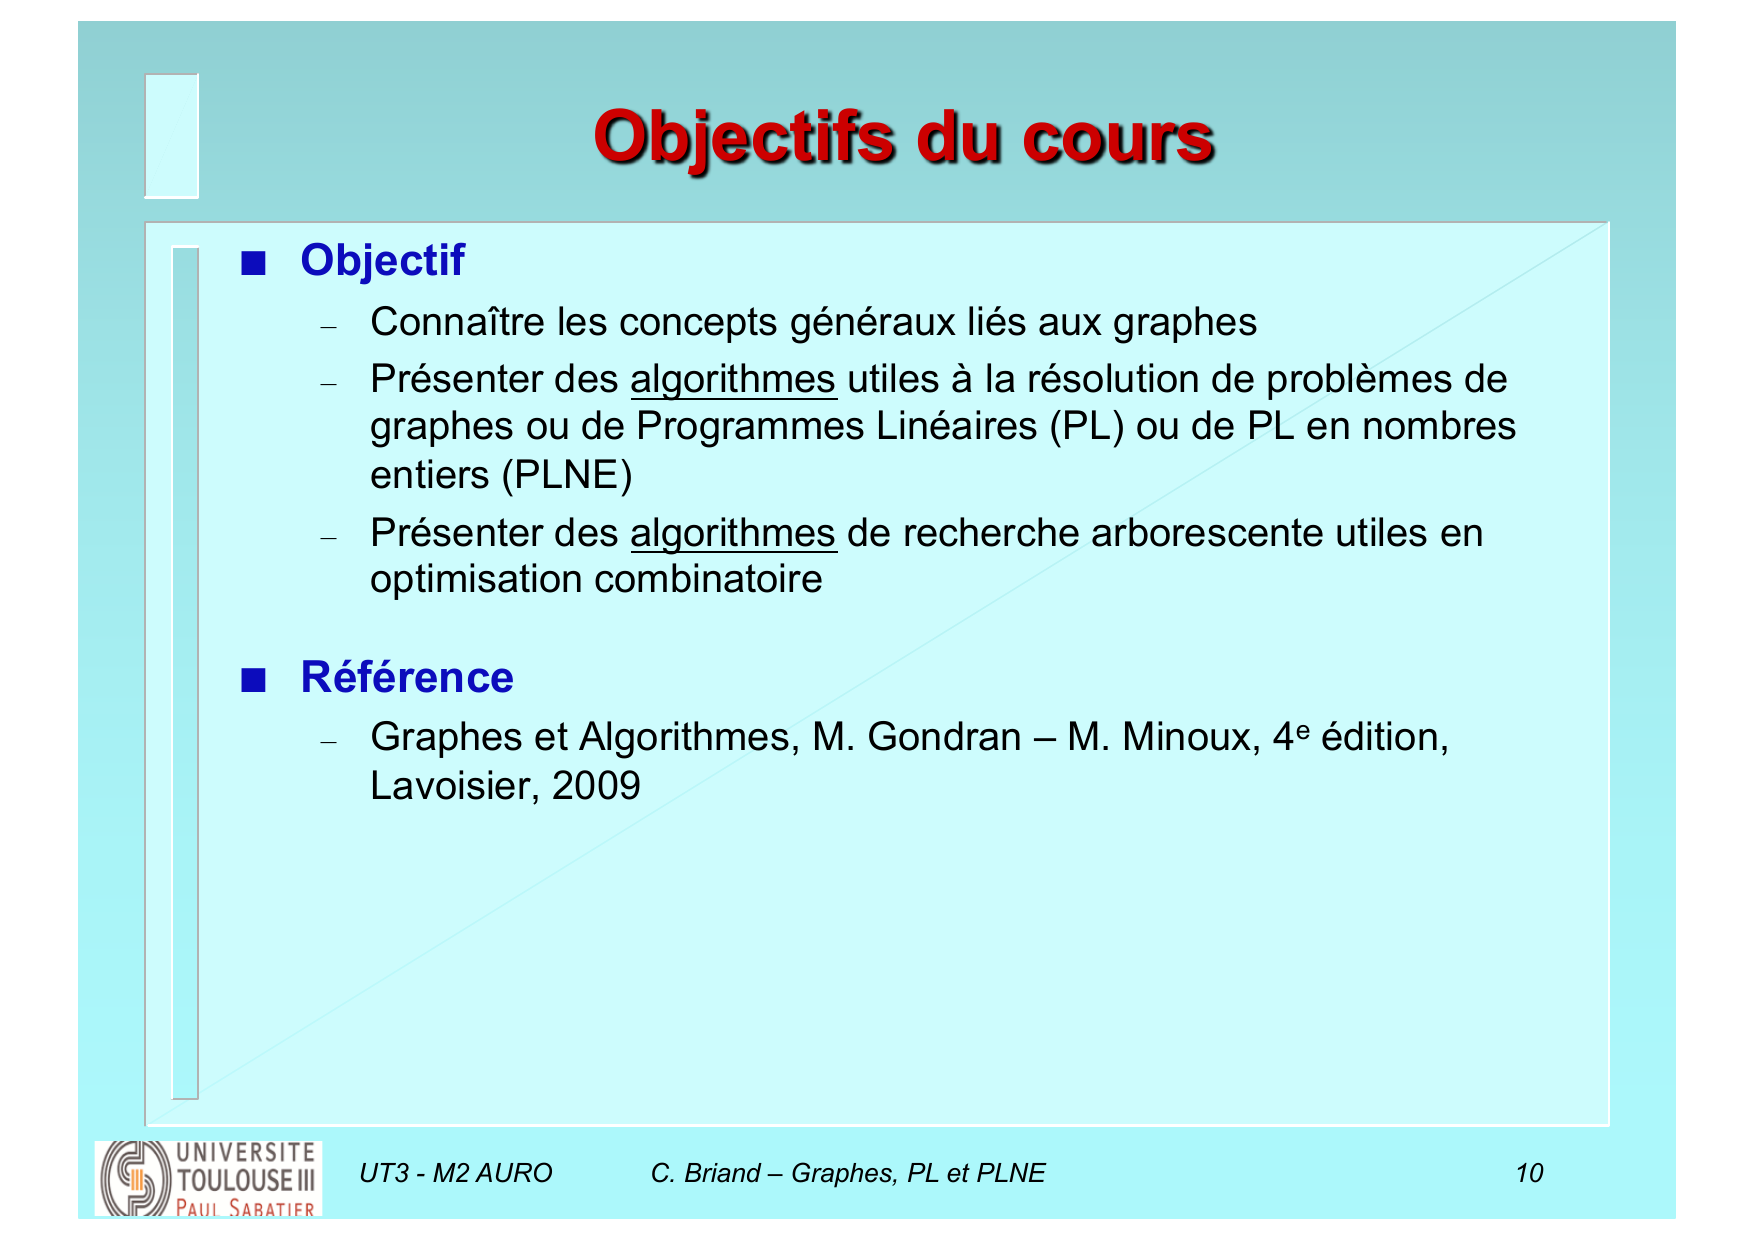 Objectifs du cours
■ Objectif
– Connaître les concepts généraux liés aux graphes
– Présenter des algorithmes utiles à la résolution de problèmes de
graphes ou de Programmes Linéaires (PL) ou de PL en nombres
entiers (PLNE)
– Présenter des algorithmes de recherche arborescente utiles en
optimisation combinatoire
■ Référence
– Graphes et Algorithmes, M. Gondran – M. Minoux, 4e édition,
Lavoisier, 2009
UNIVERSITE
TOULOUSE III
PAUL SABATIER
UT3 - M2 AURO C. Briand – Graphes, PL et PLNE 10